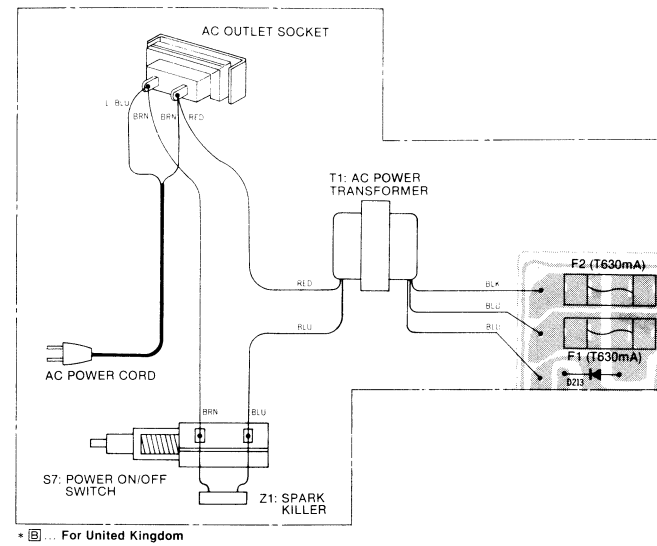 AC OUTLET SOCKET
L BLU
BRN BRN RED
T1: AC POWER
TRANSFORMER
F2 (T630mA)
RED
BLK
BLU
BLU
BLU
F1 (T630mA)
D213
AC POWER CORD
BRN BLU
S7: POWER ON/OFF
SWITCH
Z1: SPARK
KILLER
* B ... For United Kingdom